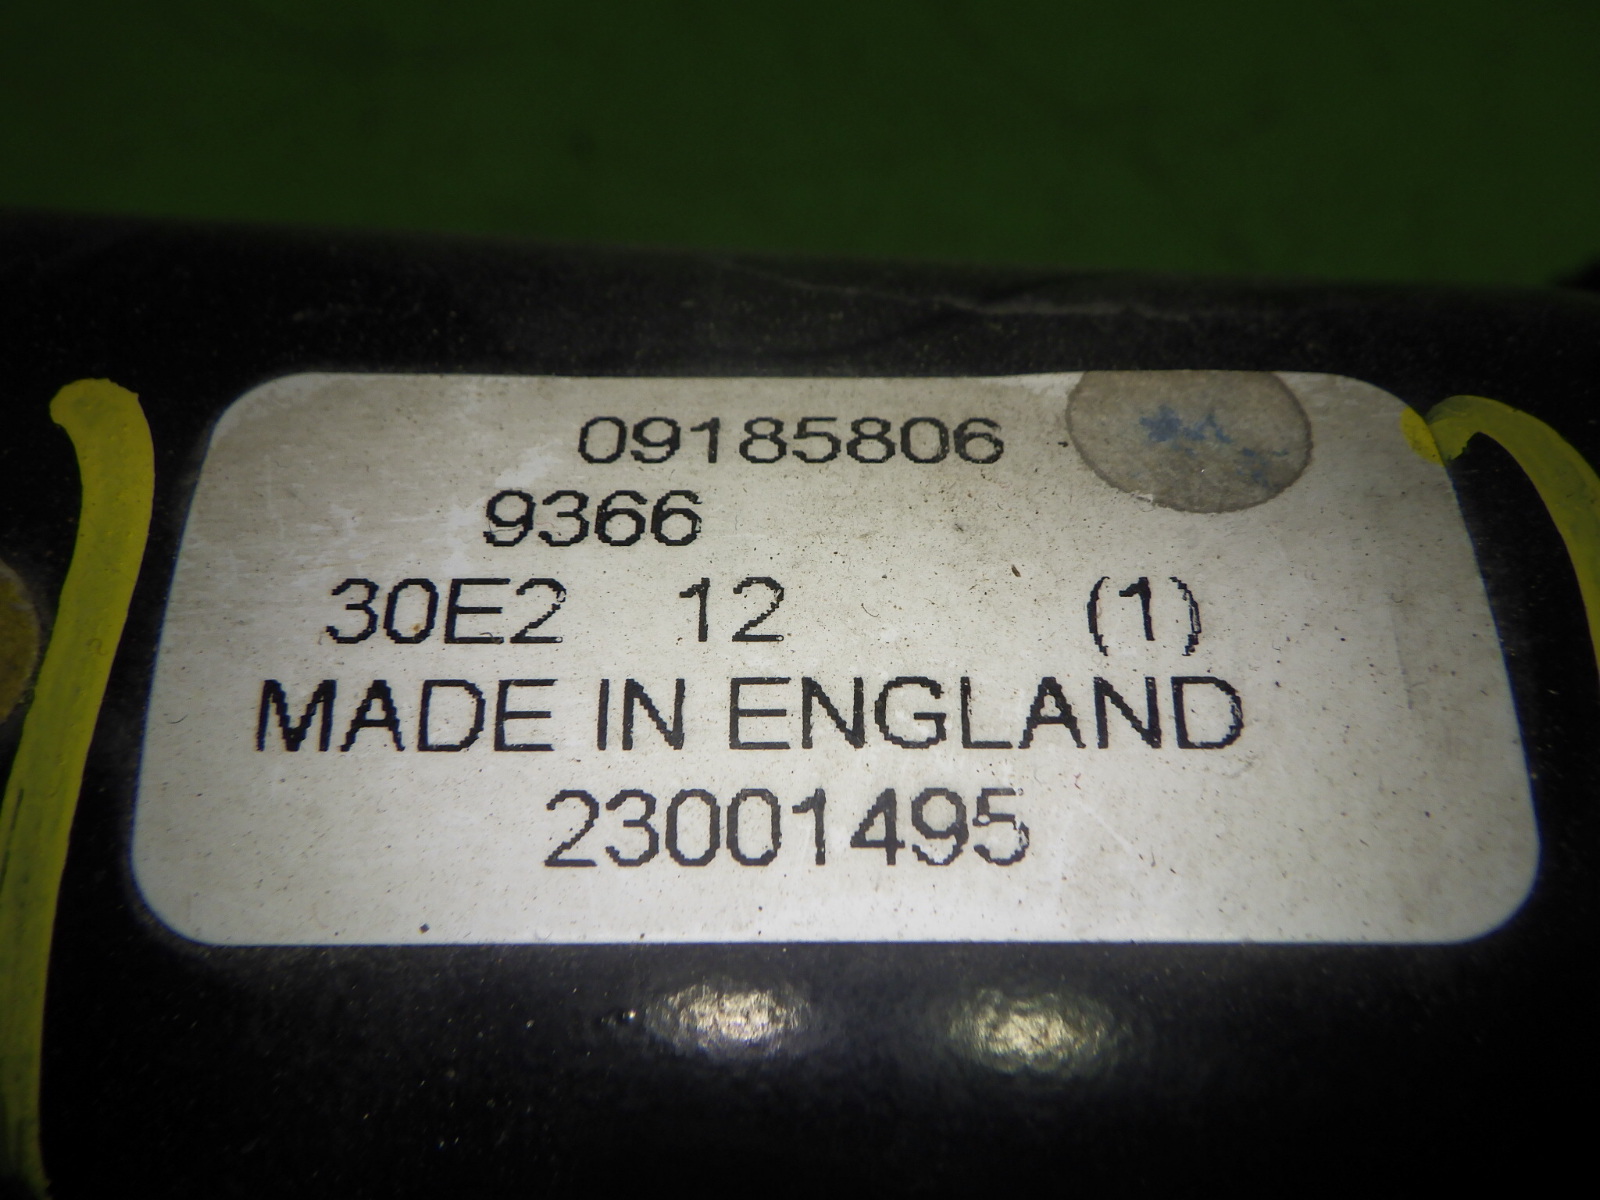 09185806
9366
30E2 12 (1)
MADE IN ENGLAND
23001495